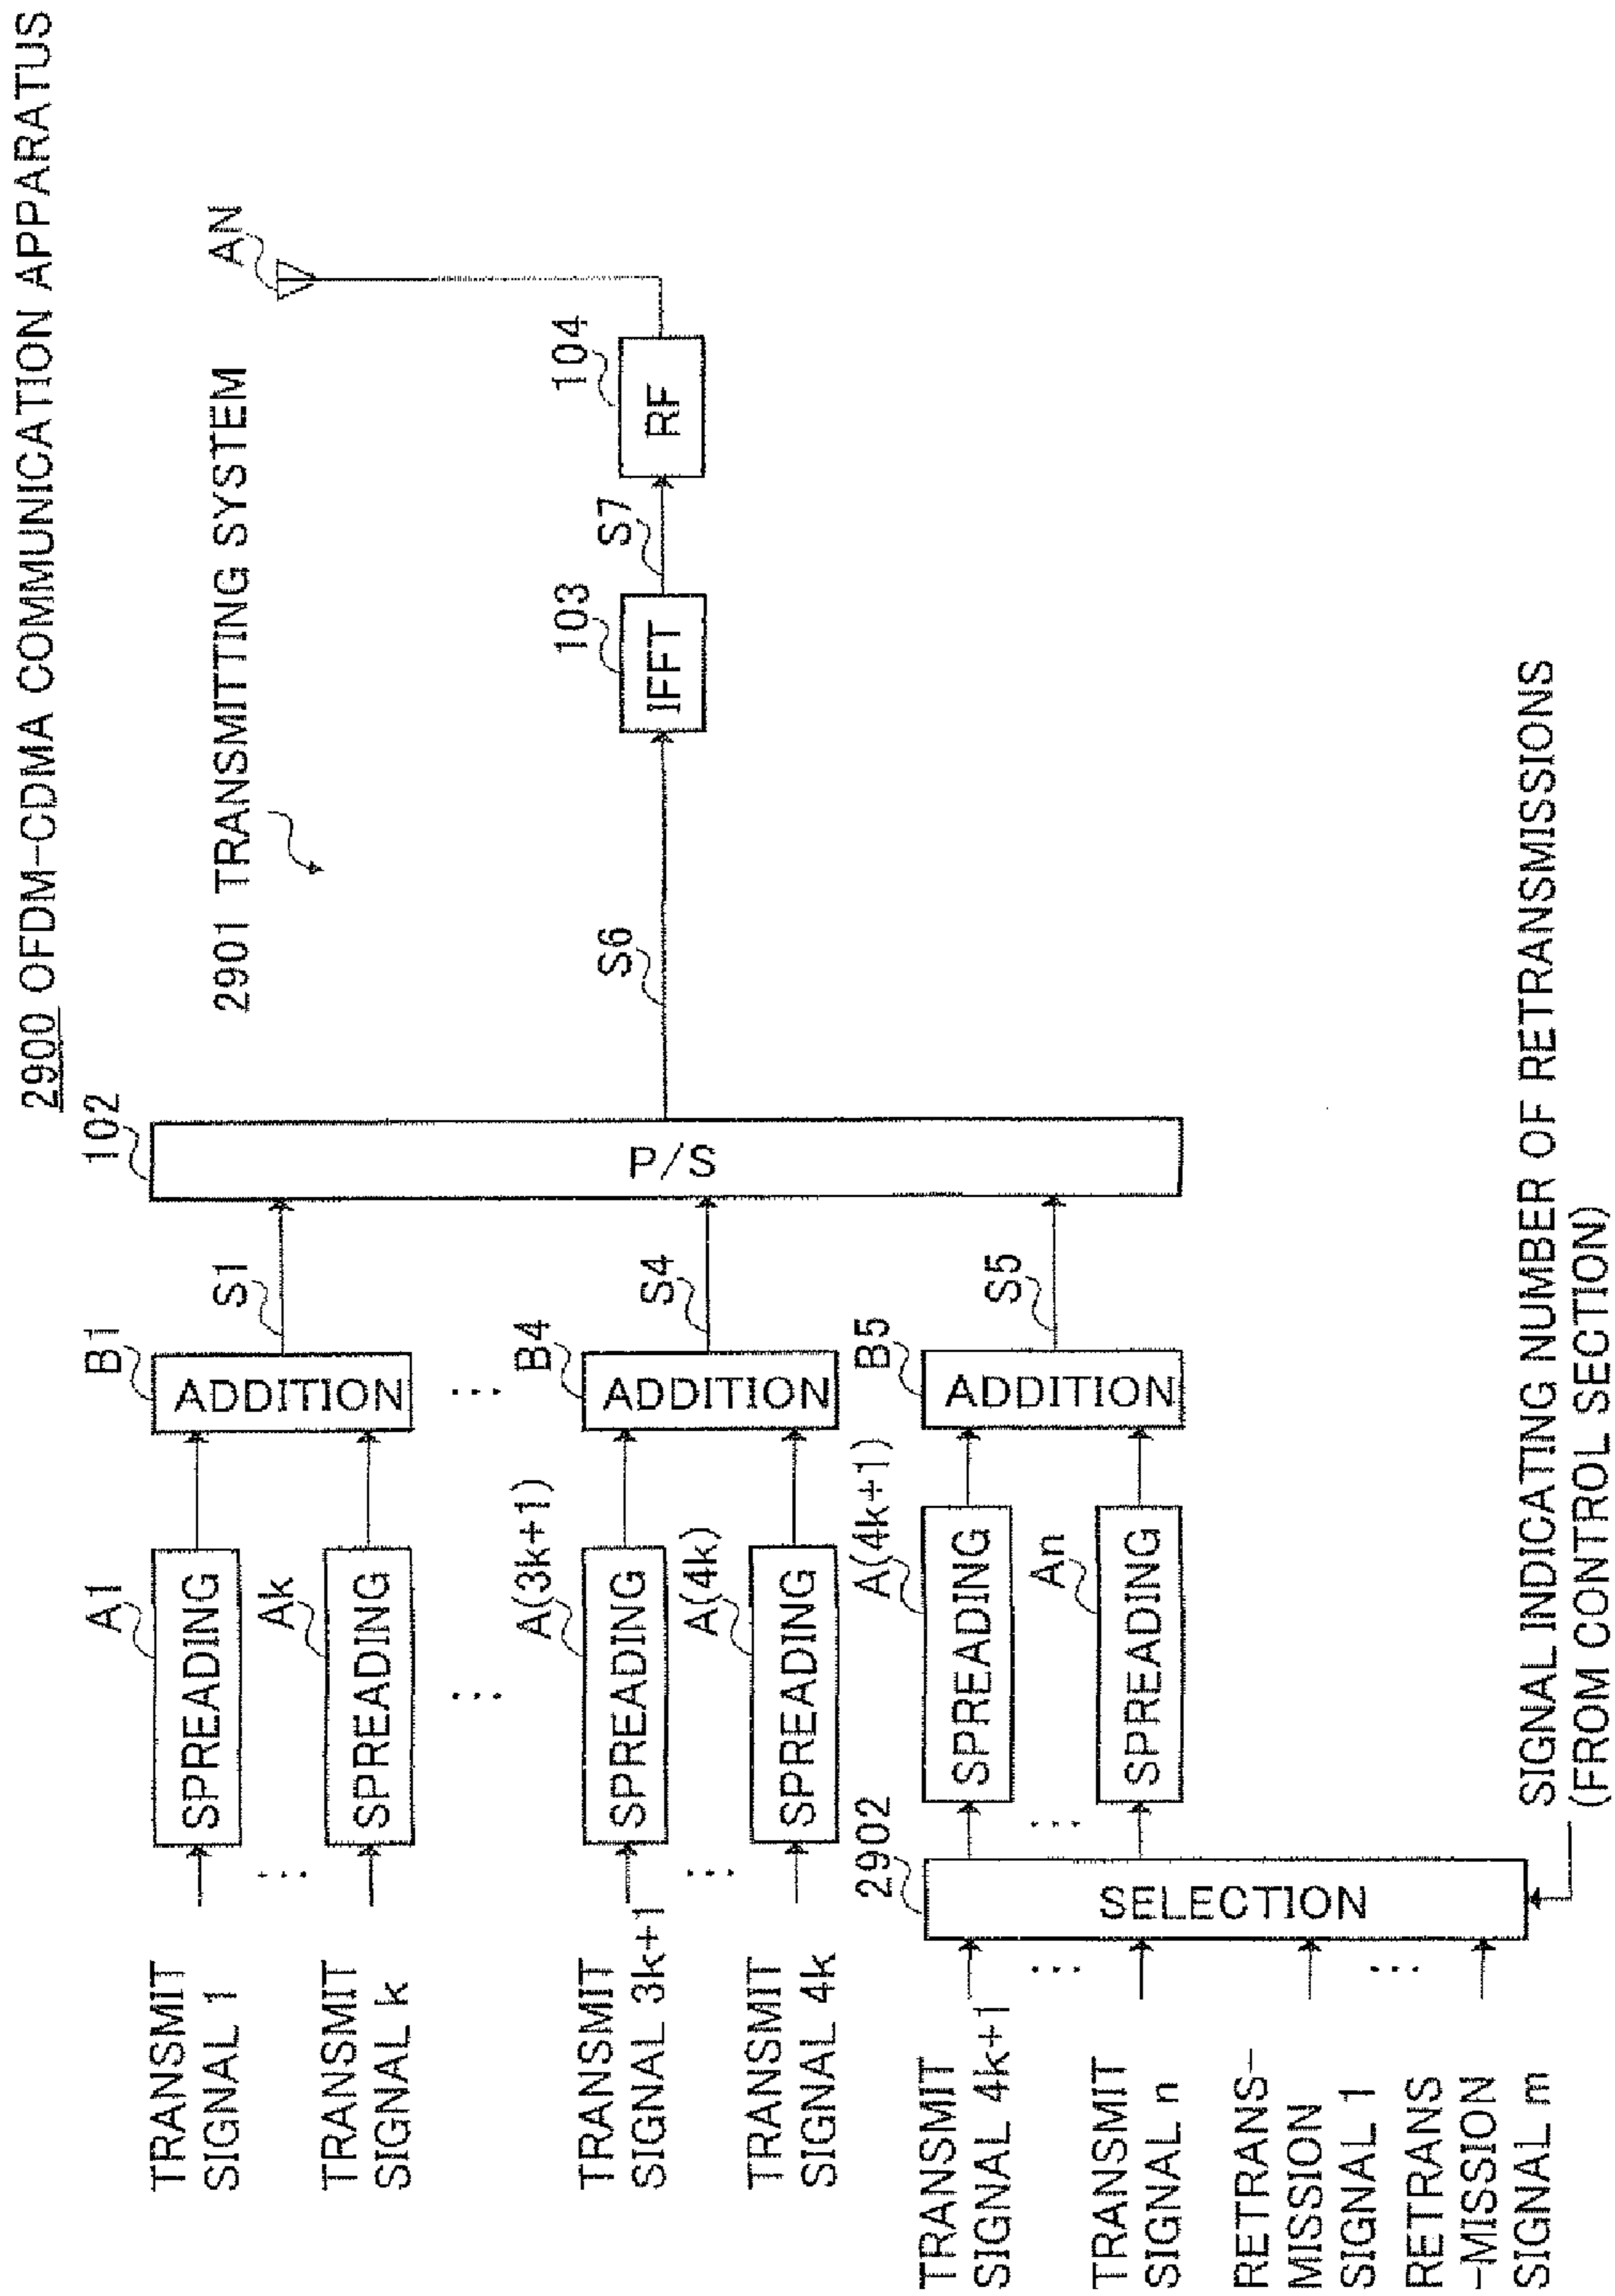 2900 OFDM-CDMA COMMUNICATION APPARATUS
2901 TRANSMITTING SYSTEM
AN
TRANSMIT
SIGNAL 1
A1
SPREADING
B1
ADDITION
S1
102
P/S
...
TRANSMIT
SIGNAL k
Ak
SPREADING
...
...
TRANSMIT
SIGNAL 3k+1
A(3k+1)
SPREADING
B4
ADDITION
S4
S6
103
IFFT
S7
104
RF
...
TRANSMIT
SIGNAL 4k
A(4k)
SPREADING
2902
SELECTION
TRANSMIT
SIGNAL 4k+1
A(4k+1)
SPREADING
B5
ADDITION
S5
...
...
TRANSMIT
SIGNAL n
An
SPREADING
RETRANS-
MISSION
SIGNAL 1
...
RETRANS
-MISSION
SIGNAL m
SIGNAL INDICATING NUMBER OF RETRANSMISSIONS
(FROM CONTROL SECTION)